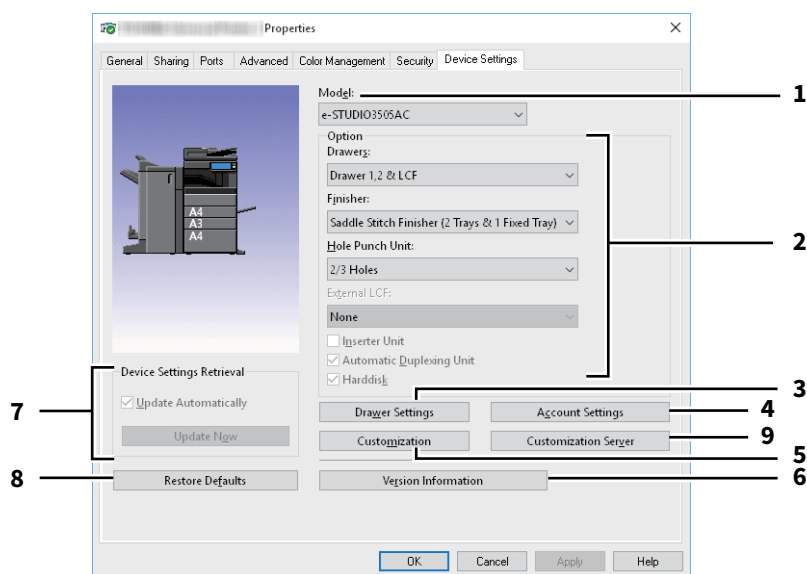 Properties
General Sharing Ports Advanced Color Management Security Device Settings
Model:
1
e-STUDIO3505AC
Option
Drawers:
Drawer 1,2 & LCF
Finisher:
Saddle Stitch Finisher (2 Trays & 1 Fixed Tray)
2
Hole Punch Unit:
2/3 Holes
External LCF:
None
Inserter Unit
Automatic Duplexing Unit
Harddisk
A4
A3
A4
Device Settings Retrieval
7
Update Automatically
Update Now
3
Drawer Settings Account Settings
4
Customization Customization Server
9
5
8
Restore Defaults Version Information
6
OK Cancel Apply Help